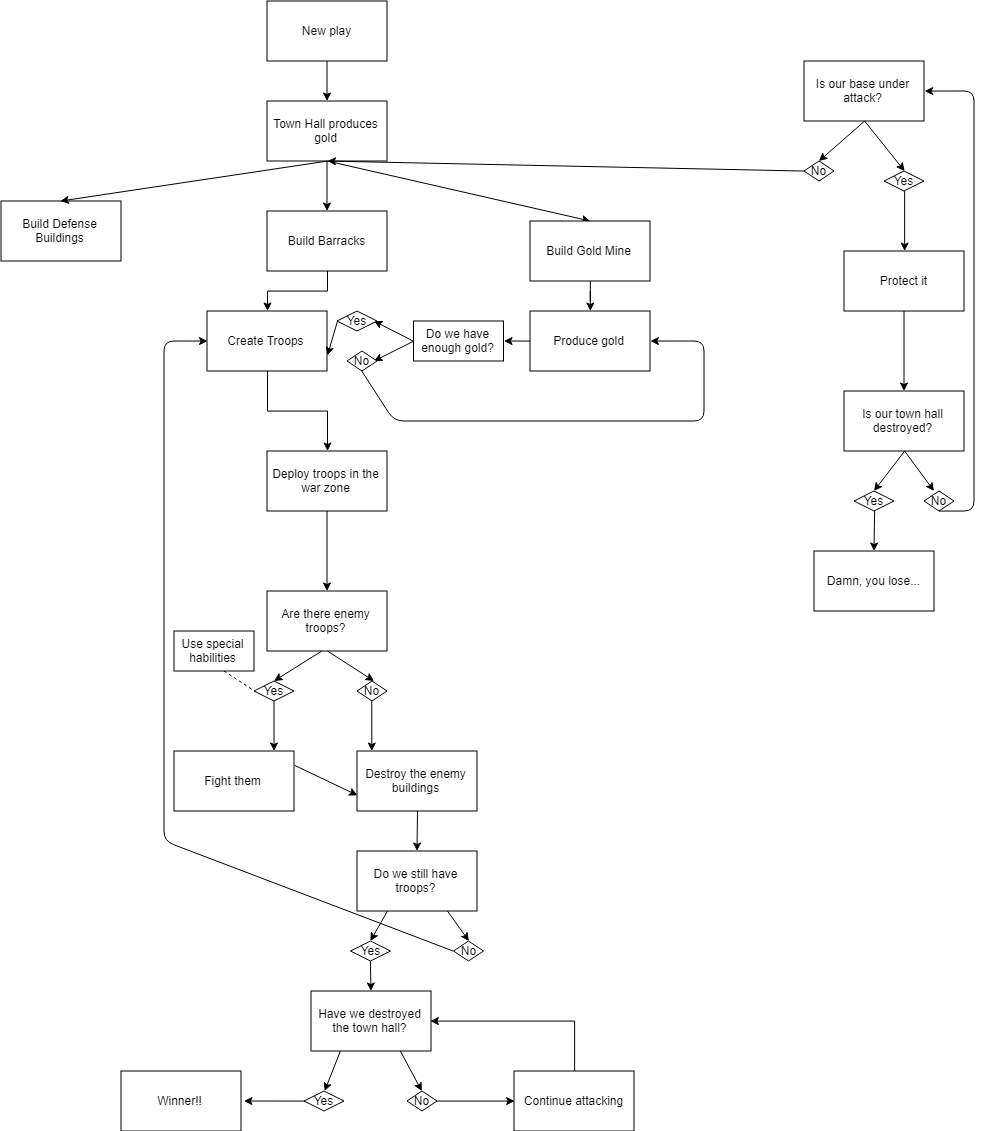 New play
Is our base under
attack?
Town Hall produces
gold
No
Yes
Build Defense
Buildings
Build Barracks
Build Gold Mine
Protect it
Create Troops
Yes
No
Do we have
enough gold?
Produce gold
Is our town hall
destroyed?
Yes
No
Deploy troops in the
war zone
Damn, you lose...
Are there enemy
troops?
Use special
habilities
Yes
No
Fight them
Destroy the enemy
buildings
Do we still have
troops?
Yes
No
Have we destroyed
the town hall?
Winner!!
Yes
No
Continue attacking